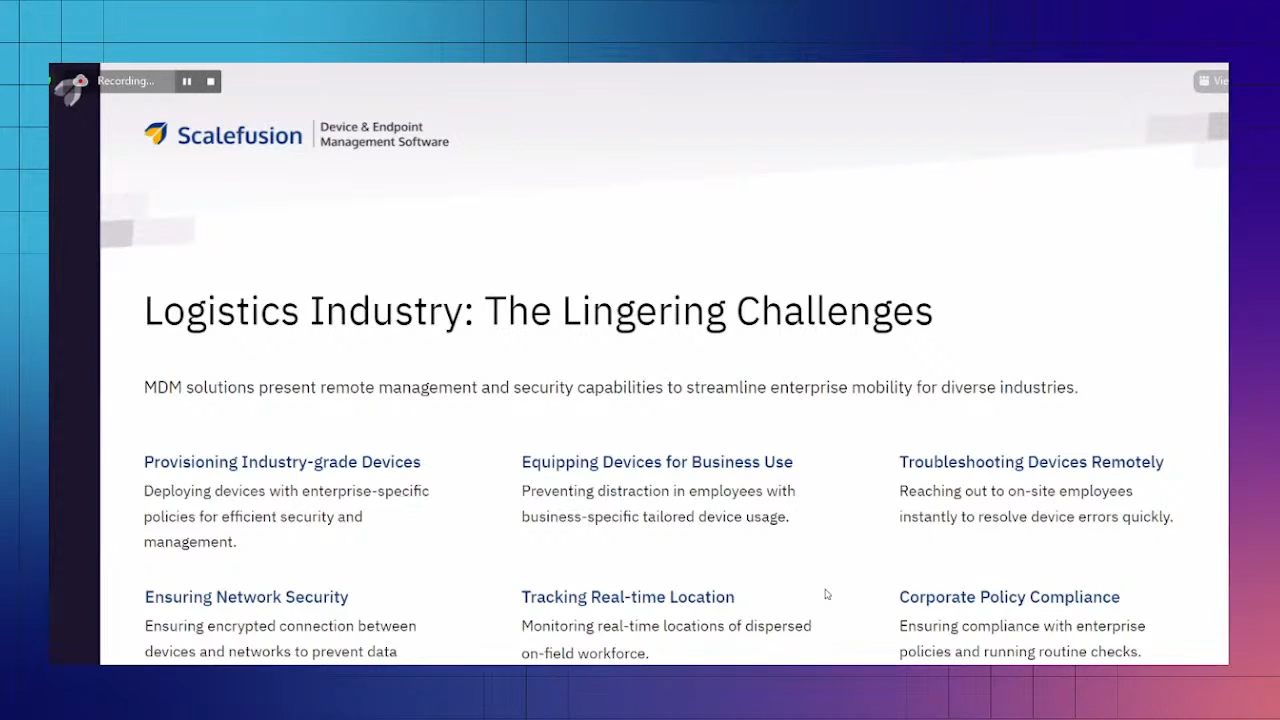 Recording...
Vie
Scalefusion
Device & Endpoint
Management Software
Logistics Industry: The Lingering Challenges
MDM solutions present remote management and security capabilities to streamline enterprise mobility for diverse industries.
Provisioning Industry-grade Devices
Deploying devices with enterprise-specific
policies for efficient security and
management.
Equipping Devices for Business Use
Preventing distraction in employees with
business-specific tailored device usage.
Troubleshooting Devices Remotely
Reaching out to on-site employees
instantly to resolve device errors quickly.
Ensuring Network Security
Ensuring encrypted connection between
devices and networks to prevent data
Tracking Real-time Location
Monitoring real-time locations of dispersed
on-field workforce.
Corporate Policy Compliance
Ensuring compliance with enterprise
policies and running routine checks.